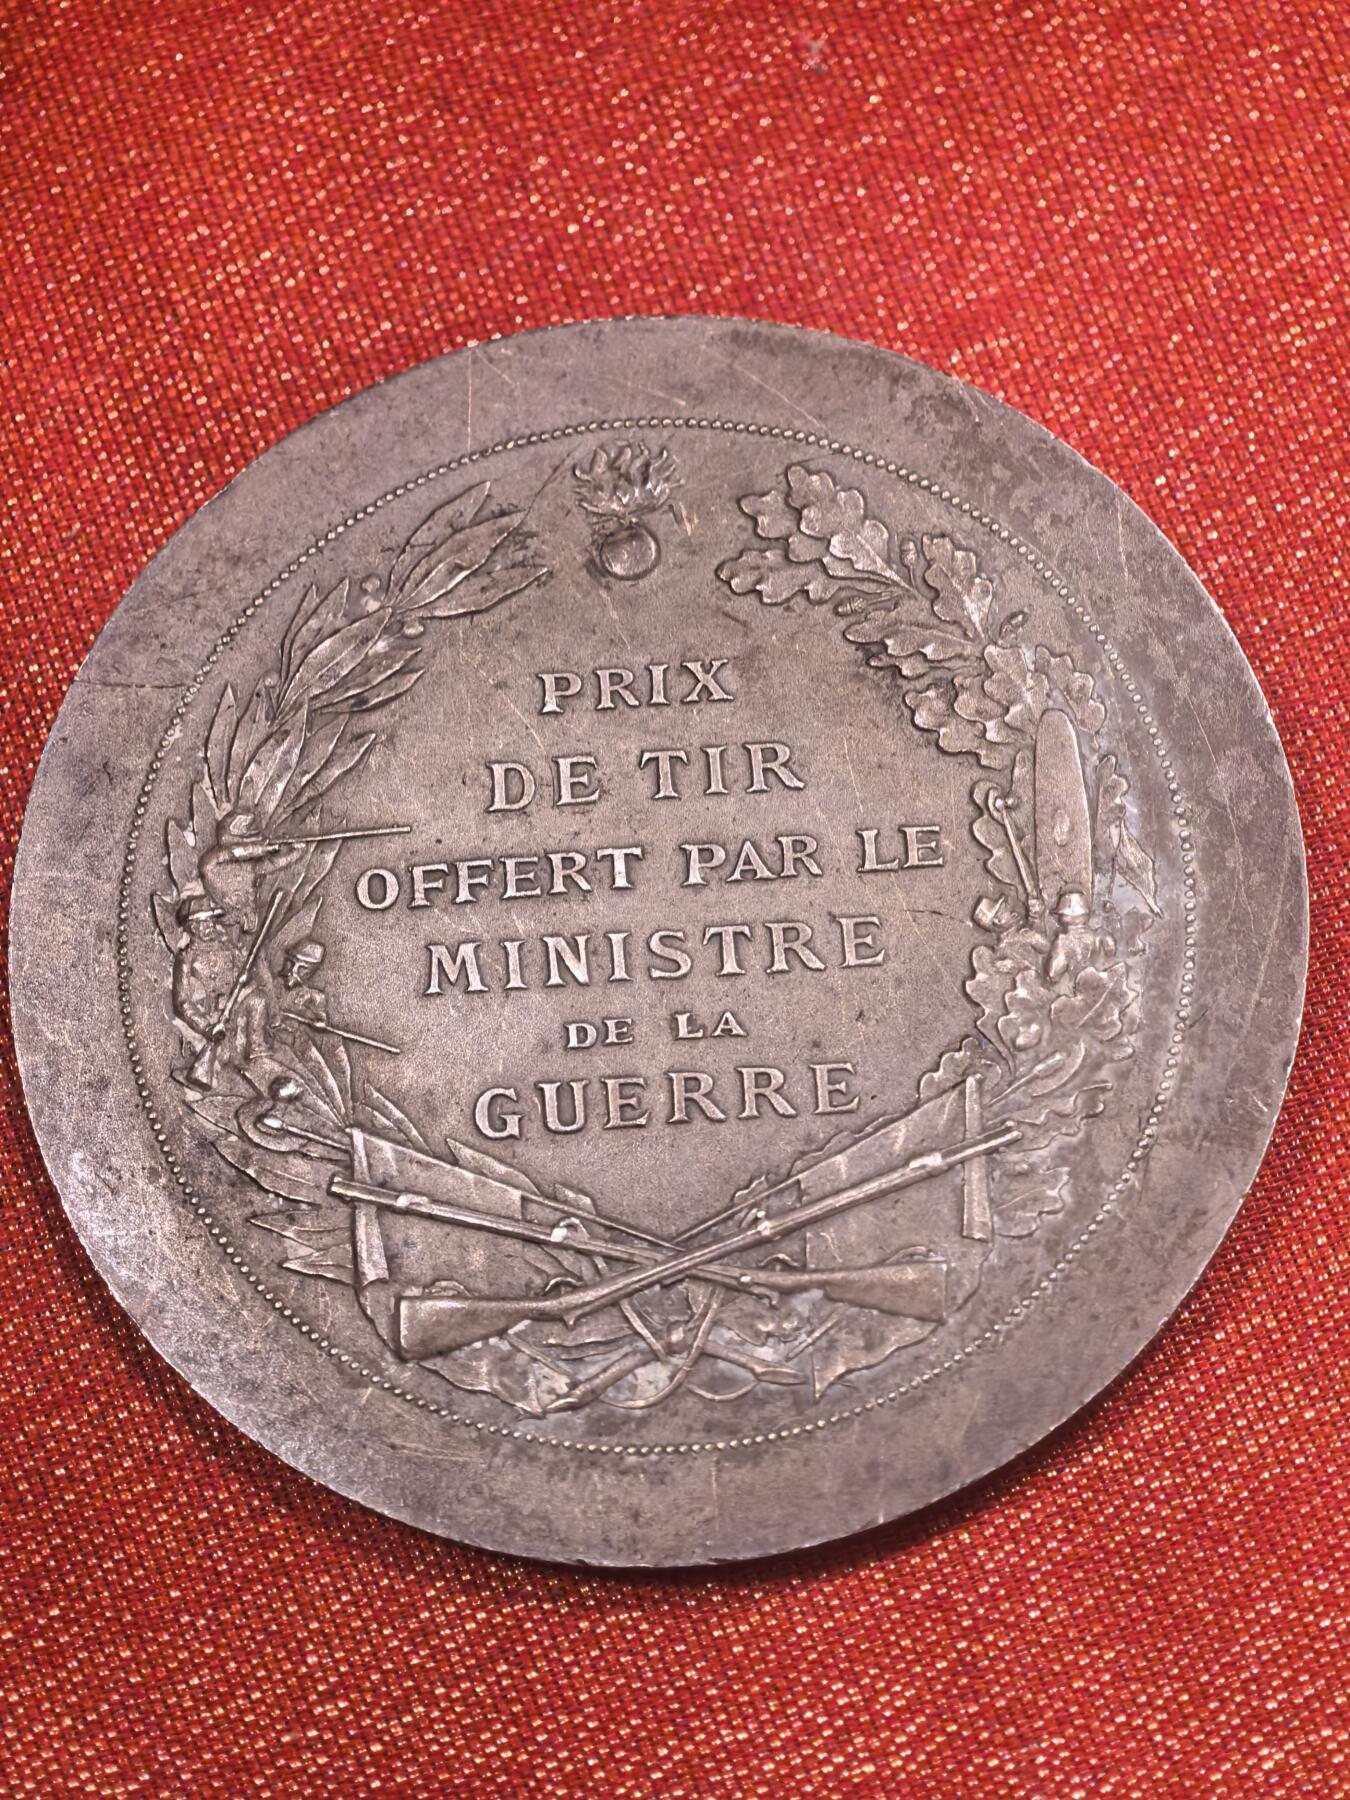 PRIX
DE TIR
OFFERT PAR LE
MINISTRE
DE LA
GUERRE